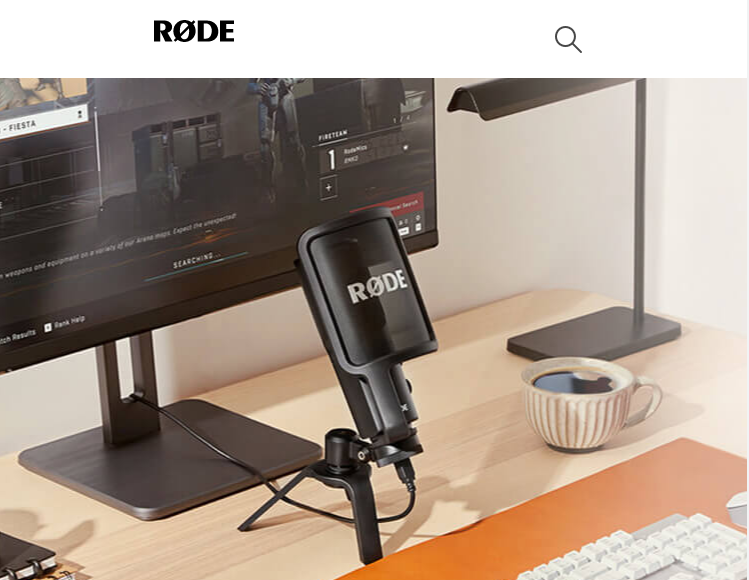 RØDE
- FIESTA
FIRETEAM
1
RodeMics
+
weapons and equipment on a variety of our Arena maps. Expect the unexpected!
SEARCHING...
RØDE
tch Results
Rank Help